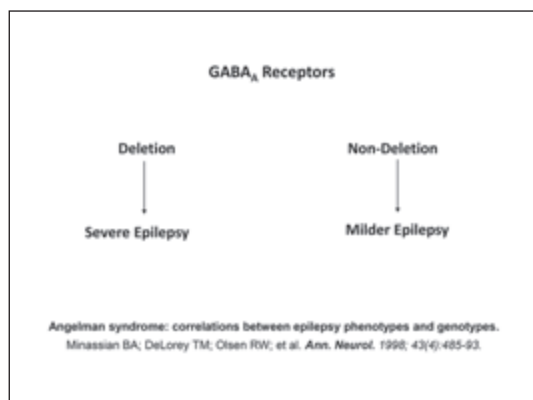 GABAA Receptors
Deletion Non-Deletion
Severe Epilepsy Milder Epilepsy
Angelman syndrome: correlations between epilepsy phenotypes and genotypes.
Minassian BA; DeLorey TM; Olsen RW; et al. Ann. Neurol. 1998; 43(4):485-93.